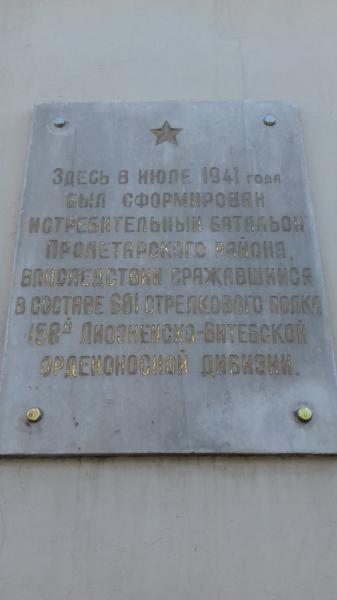 Здесь в июле 1941 года
был сформирован
истребительный батальон
Пролетарского района,
впоследствии сражавшийся
в составе 881 стрелкового полка
158й Лиозненско-Витебской
орденоносной дивизии.